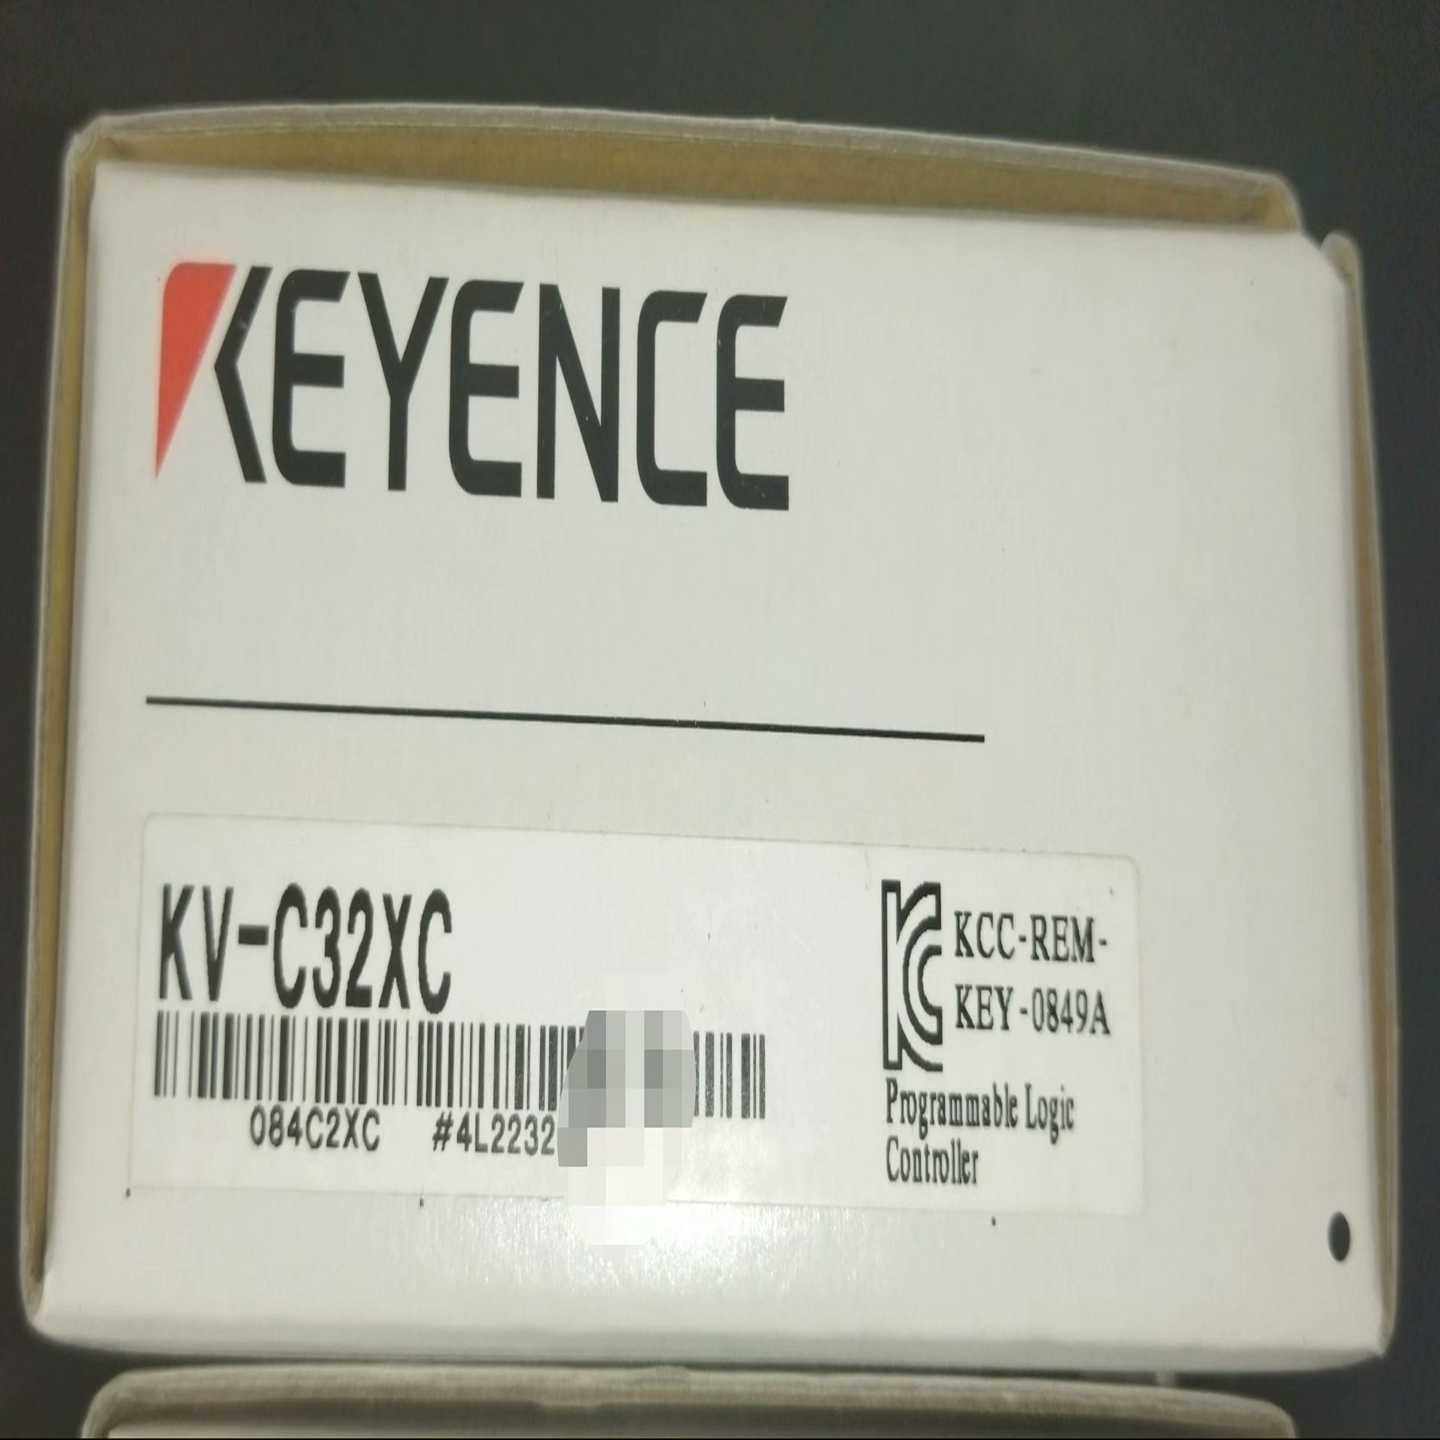 KEYENCE
KV-C32XC
084C2XC #4L2232
KCC-REM-
KEY-0849A
Programmable Logic
Controller